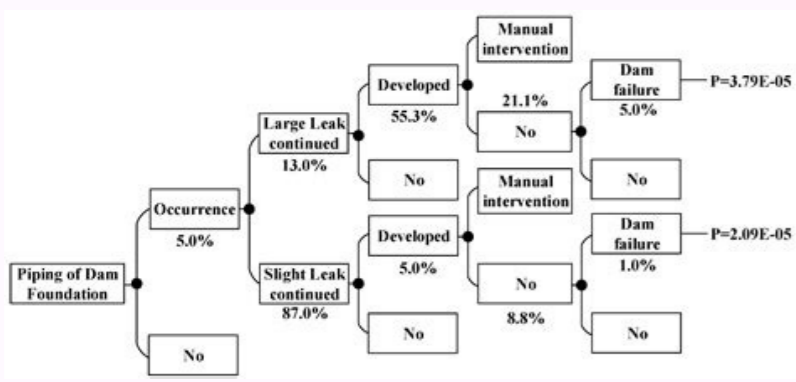 Piping of Dam
Foundation
Occurrence
5.0%
No
Large Leak
continued
13.0%
Slight Leak
continued
87.0%
Developed
55.3%
No
Developed
5.0%
No
Manual
intervention
21.1%
No
Manual
intervention
No
8.8%
Dam
failure
5.0%
No
Dam
failure
1.0%
No
P=3.79E-05
P=2.09E-05